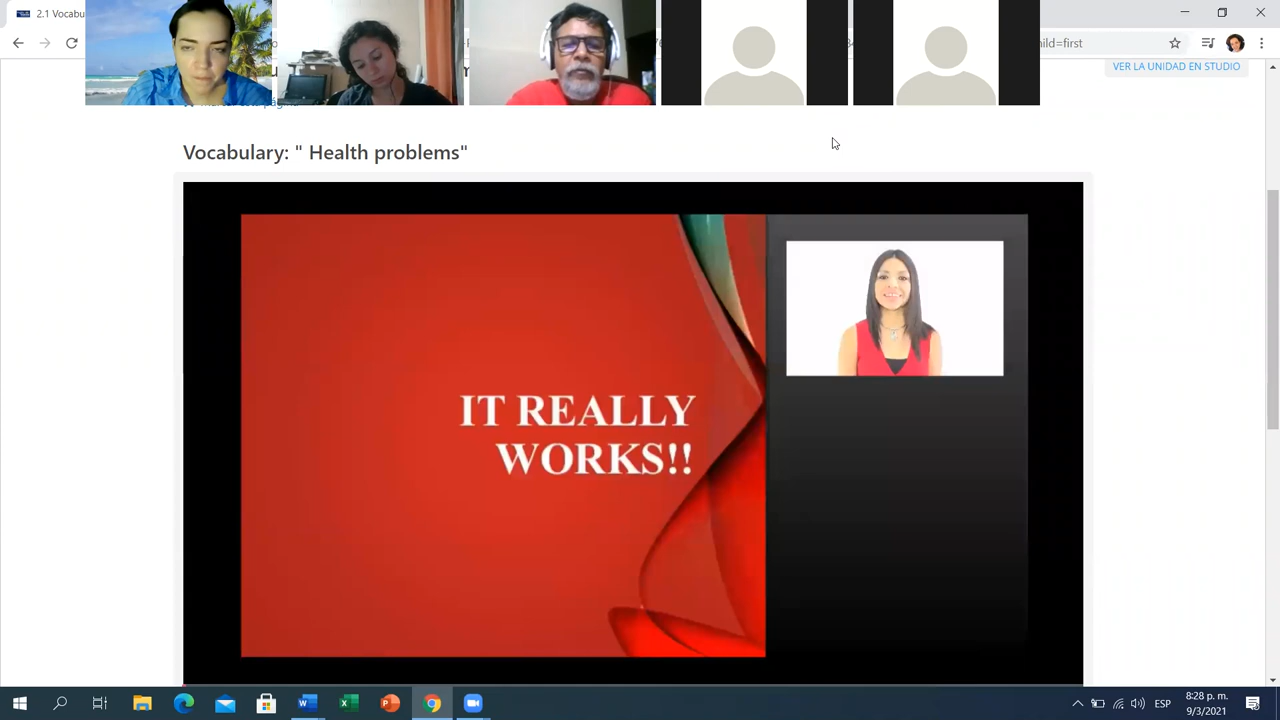 2.1 Vocabu
hild=first
VER LA UNIDAD EN STUDIO
Vocabulary: " Health problems"
IT REALLY
WORKS!!
8:28 p. m.
ESP
9/3/2021